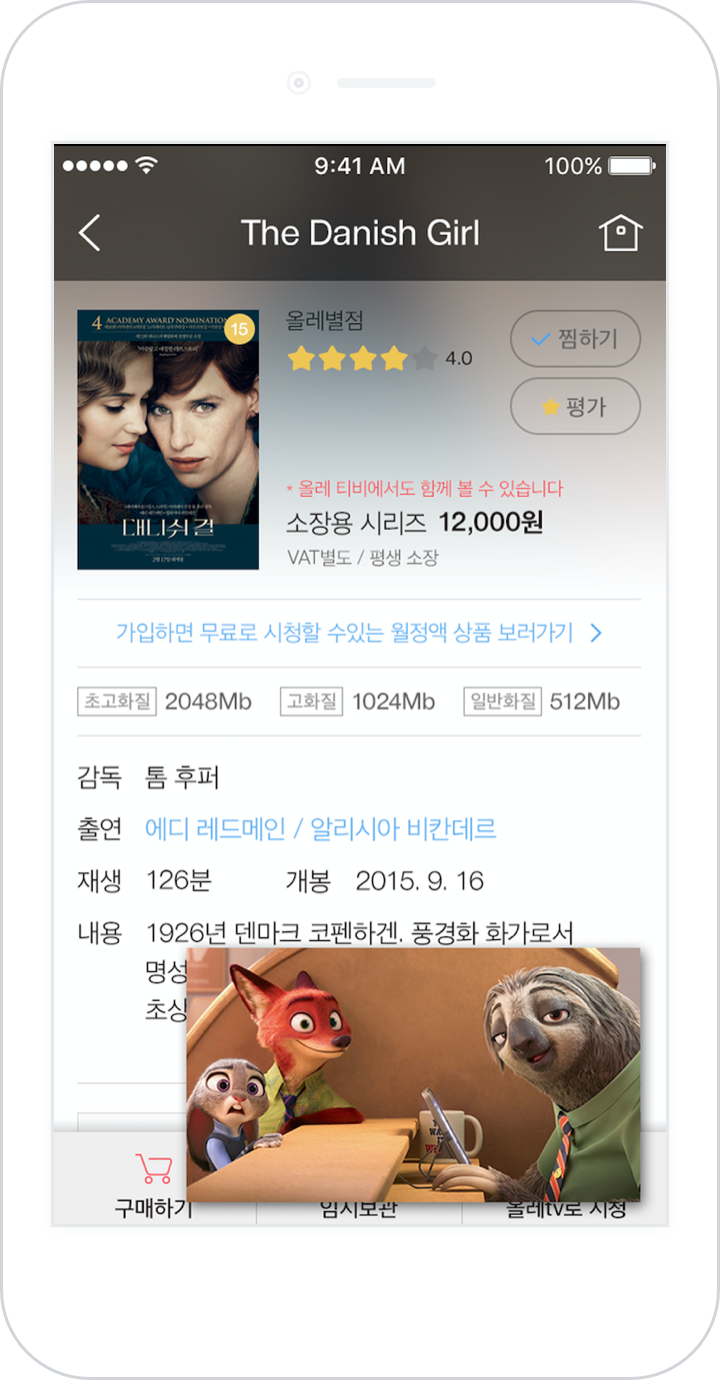 9:41 AM 100%
The Danish Girl
4 ACADEMY AWARD NOMINATIONS
15
대니쉬 걸
올레별점
4.0
찜하기
평가
* 올레 티비에서도 함께 볼 수 있습니다
소장용 시리즈 12,000원
VAT별도 / 평생 소장
가입하면 무료로 시청할 수있는 월정액 상품 보러가기
초고화질 2048Mb 고화질 1024Mb 일반화질 512Mb
감독 톰 후퍼
출연 에디 레드메인 / 알리시아 비칸데르
재생 126분 개봉 2015. 9. 16
내용 1926년 덴마크 코펜하겐. 풍경화 화가로서
명성
초상
구매하기 임시보관 올레tv로 시청